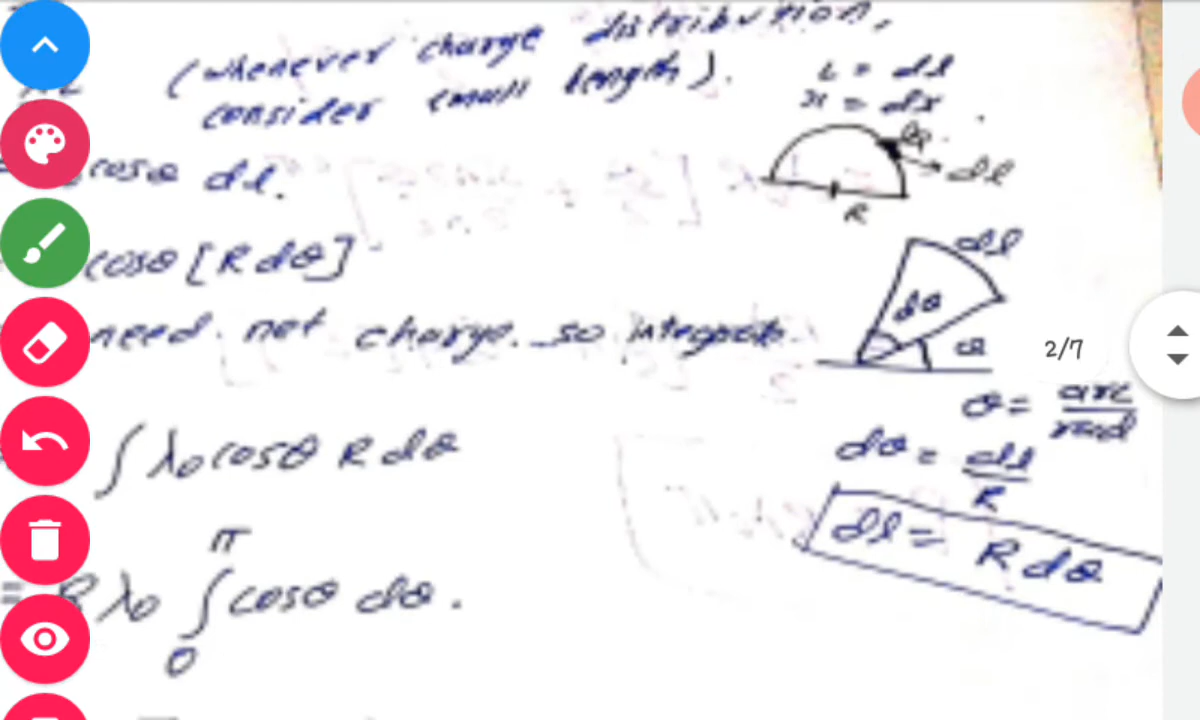 (whenever charge distribution,
consider small length).
L = dl
x = dx
dq
dl
R
cosθ dl.
cosθ [R dθ]
dl
dθ
θ
need not charge. so integrate.
2/7
θ = arc
rad
dθ = dl
R
∫ λ₀ cosθ R dθ
dl = R dθ
= R λ₀ ∫ cosθ dθ.
π
0